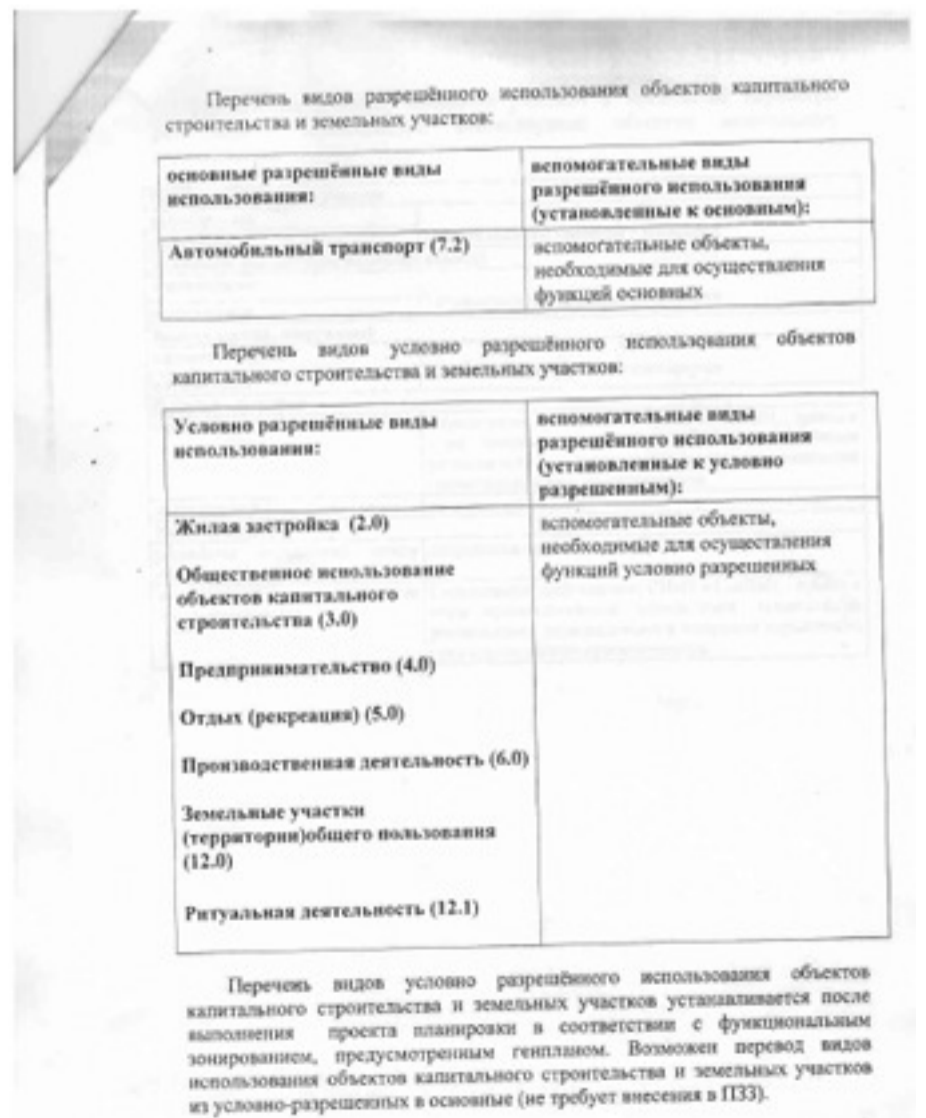 Перечень видов разрешённого использования объектов капитального
строительства и земельных участков:
основные разрешённые виды
использования:
вспомогательные виды
разрешённого использования
(установленные к основным):
Автомобильный транспорт (7.2)
вспомогательные объекты,
необходимые для осуществления
функций основных
Перечень видов условно разрешённого использования объектов
капитального строительства и земельных участков:
Условно разрешённые виды
использования:
вспомогательные виды
разрешённого использования
(установленные к условно
разрешенным):
Жилая застройка (2.0)
Общественное использование
объектов капитального
строительства (3.0)
Предпринимательство (4.0)
Отдых (рекреация) (5.0)
Производственная деятельность (6.0)
Земельные участки
(территории)общего пользования
(12.0)
Ритуальная деятельность (12.1)
вспомогательные объекты,
необходимые для осуществления
функций условно разрешенных
Перечень видов условно разрешённого использования объектов
капитального строительства и земельных участков устанавливается после
выполнения проекта планировки в соответствии с функциональным
зонированием, предусмотренным генпланом. Возможен перевод видов
использования объектов капитального строительства и земельных участков
из условно-разрешенных в основные (не требует внесения в ПЗЗ).